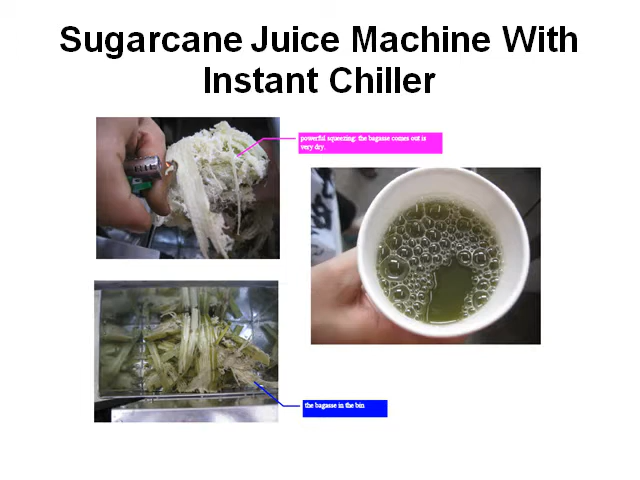 Sugarcane Juice Machine With
Instant Chiller
powerful squeezing: the bagasse comes out is
very dry.
the bagasse in the bin